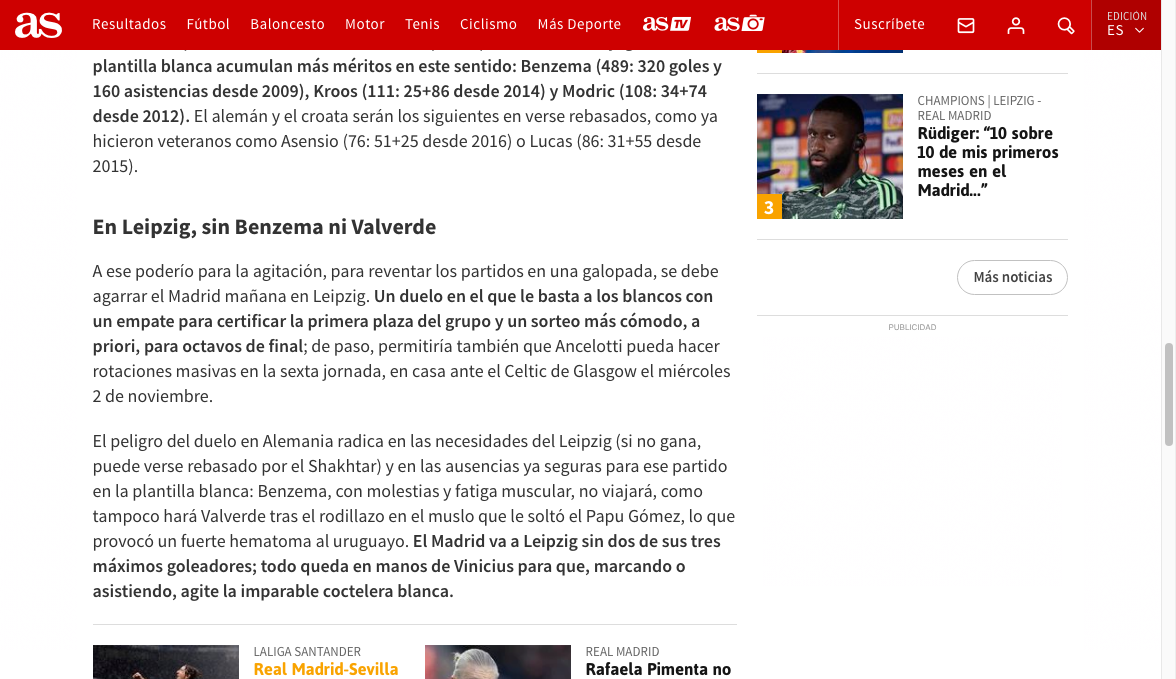 as
Resultados
Fútbol
Baloncesto
Motor
Tenis
Ciclismo
Más Deporte
as TV
as
Suscríbete
EDICIÓN
ES
plantilla blanca acumulan más méritos en este sentido: Benzema (489: 320 goles y
160 asistencias desde 2009), Kroos (111: 25+86 desde 2014) y Modric (108: 34+74
desde 2012). El alemán y el croata serán los siguientes en verse rebasados, como ya
hicieron veteranos como Asensio (76: 51+25 desde 2016) o Lucas (86: 31+55 desde
2015).
En Leipzig, sin Benzema ni Valverde
A ese poderío para la agitación, para reventar los partidos en una galopada, se debe
agarrar el Madrid mañana en Leipzig. Un duelo en el que le basta a los blancos con
un empate para certificar la primera plaza del grupo y un sorteo más cómodo, a
priori, para octavos de final; de paso, permitiría también que Ancelotti pueda hacer
rotaciones masivas en la sexta jornada, en casa ante el Celtic de Glasgow el miércoles
2 de noviembre.
El peligro del duelo en Alemania radica en las necesidades del Leipzig (si no gana,
puede verse rebasado por el Shakhtar) y en las ausencias ya seguras para ese partido
en la plantilla blanca: Benzema, con molestias y fatiga muscular, no viajará, como
tampoco hará Valverde tras el rodillazo en el muslo que le soltó el Papu Gómez, lo que
provocó un fuerte hematoma al uruguayo. El Madrid va a Leipzig sin dos de sus tres
máximos goleadores; todo queda en manos de Vinicius para que, marcando o
asistiendo, agite la imparable coctelera blanca.
LALIGA SANTANDER
Real Madrid-Sevilla
REAL MADRID
Rafaela Pimenta no
3
CHAMPIONS | LEIPZIG -
REAL MADRID
Rüdiger: “10 sobre
10 de mis primeros
meses en el
Madrid...”
Más noticias
PUBLICIDAD